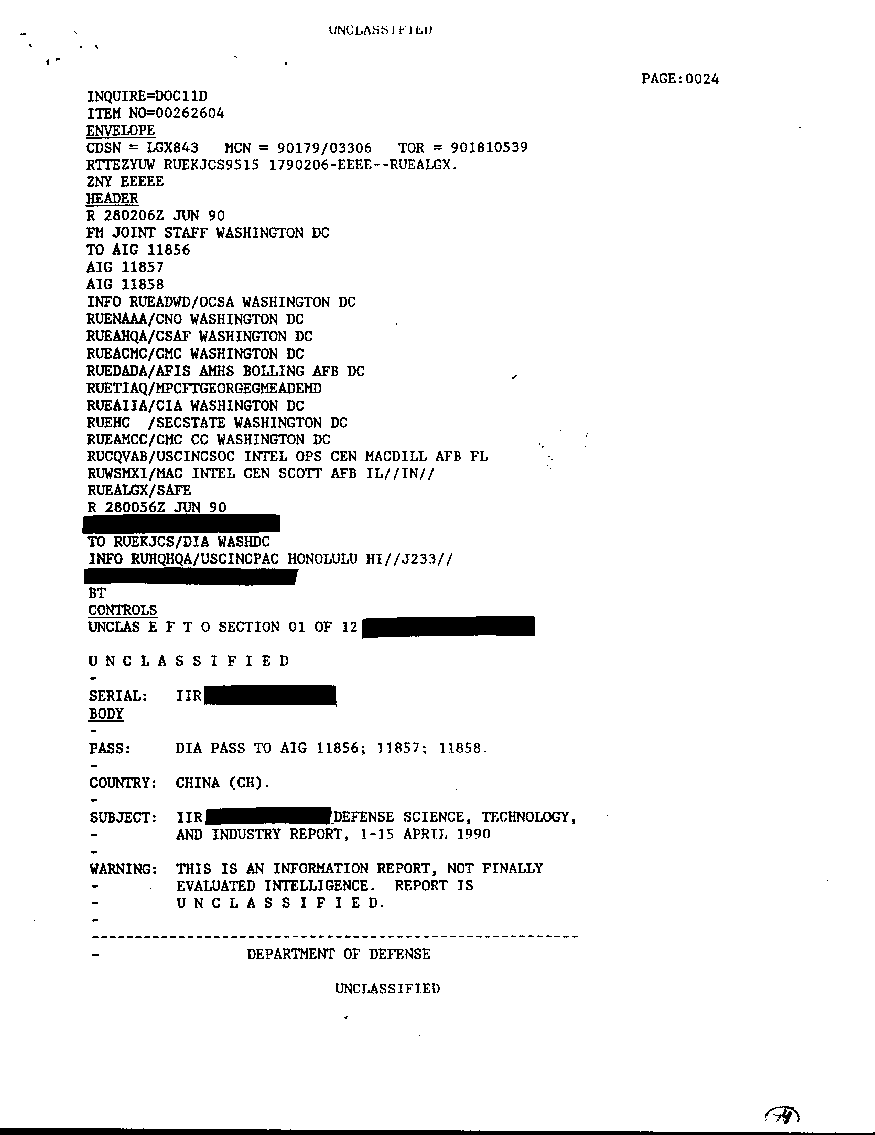 UNCLASSIFIED
PAGE:0024
INQUIRE=DOC11D
ITEM NO=00262604
ENVELOPE
CDSN = LGX843 MCN = 90179/03306 TOR = 901810539
RTTEZYUW RUEKJCS9515 1790206-EEEE--RUEALGX.
ZNY EEEEE
HEADER
R 280206Z JUN 90
FM JOINT STAFF WASHINGTON DC
TO AIG 11856
AIG 11857
AIG 11858
INFO RUEADWD/OCSA WASHINGTON DC
RUENAAA/CNO WASHINGTON DC
RUEAHQA/CSAF WASHINGTON DC
RUEACMC/CMC WASHINGTON DC
RUEDADA/AFIS AMHS BOLLING AFB DC
RUETIAQ/MPCFTGEORGEGMEADEMD
RUEAIIA/CIA WASHINGTON DC
RUEHC /SECSTATE WASHINGTON DC
RUEAMCC/CMC CC WASHINGTON DC
RUCQVAB/USCINCSOC INTEL OPS CEN MACDILL AFB FL
RUWSMXI/MAC INTEL CEN SCOTT AFB IL//IN//
RUEALGX/SAFE
R 280056Z JUN 90
TO RUEKJCS/DIA WASHDC
INFO RUHQHQA/USCINCPAC HONOLULU HI//J233//
BT
CONTROLS
UNCLAS E F T O SECTION 01 OF 12
U N C L A S S I F I E D
-
SERIAL: IIR
BODY
-
PASS: DIA PASS TO AIG 11856; 11857; 11858.
-
COUNTRY: CHINA (CH).
-
SUBJECT: IIR DEFENSE SCIENCE, TECHNOLOGY,
- AND INDUSTRY REPORT, 1-15 APRIL 1990
-
WARNING: THIS IS AN INFORMATION REPORT, NOT FINALLY
- EVALUATED INTELLIGENCE. REPORT IS
- U N C L A S S I F I E D.
-
-------------------------------------------------------
- DEPARTMENT OF DEFENSE
UNCLASSIFIED